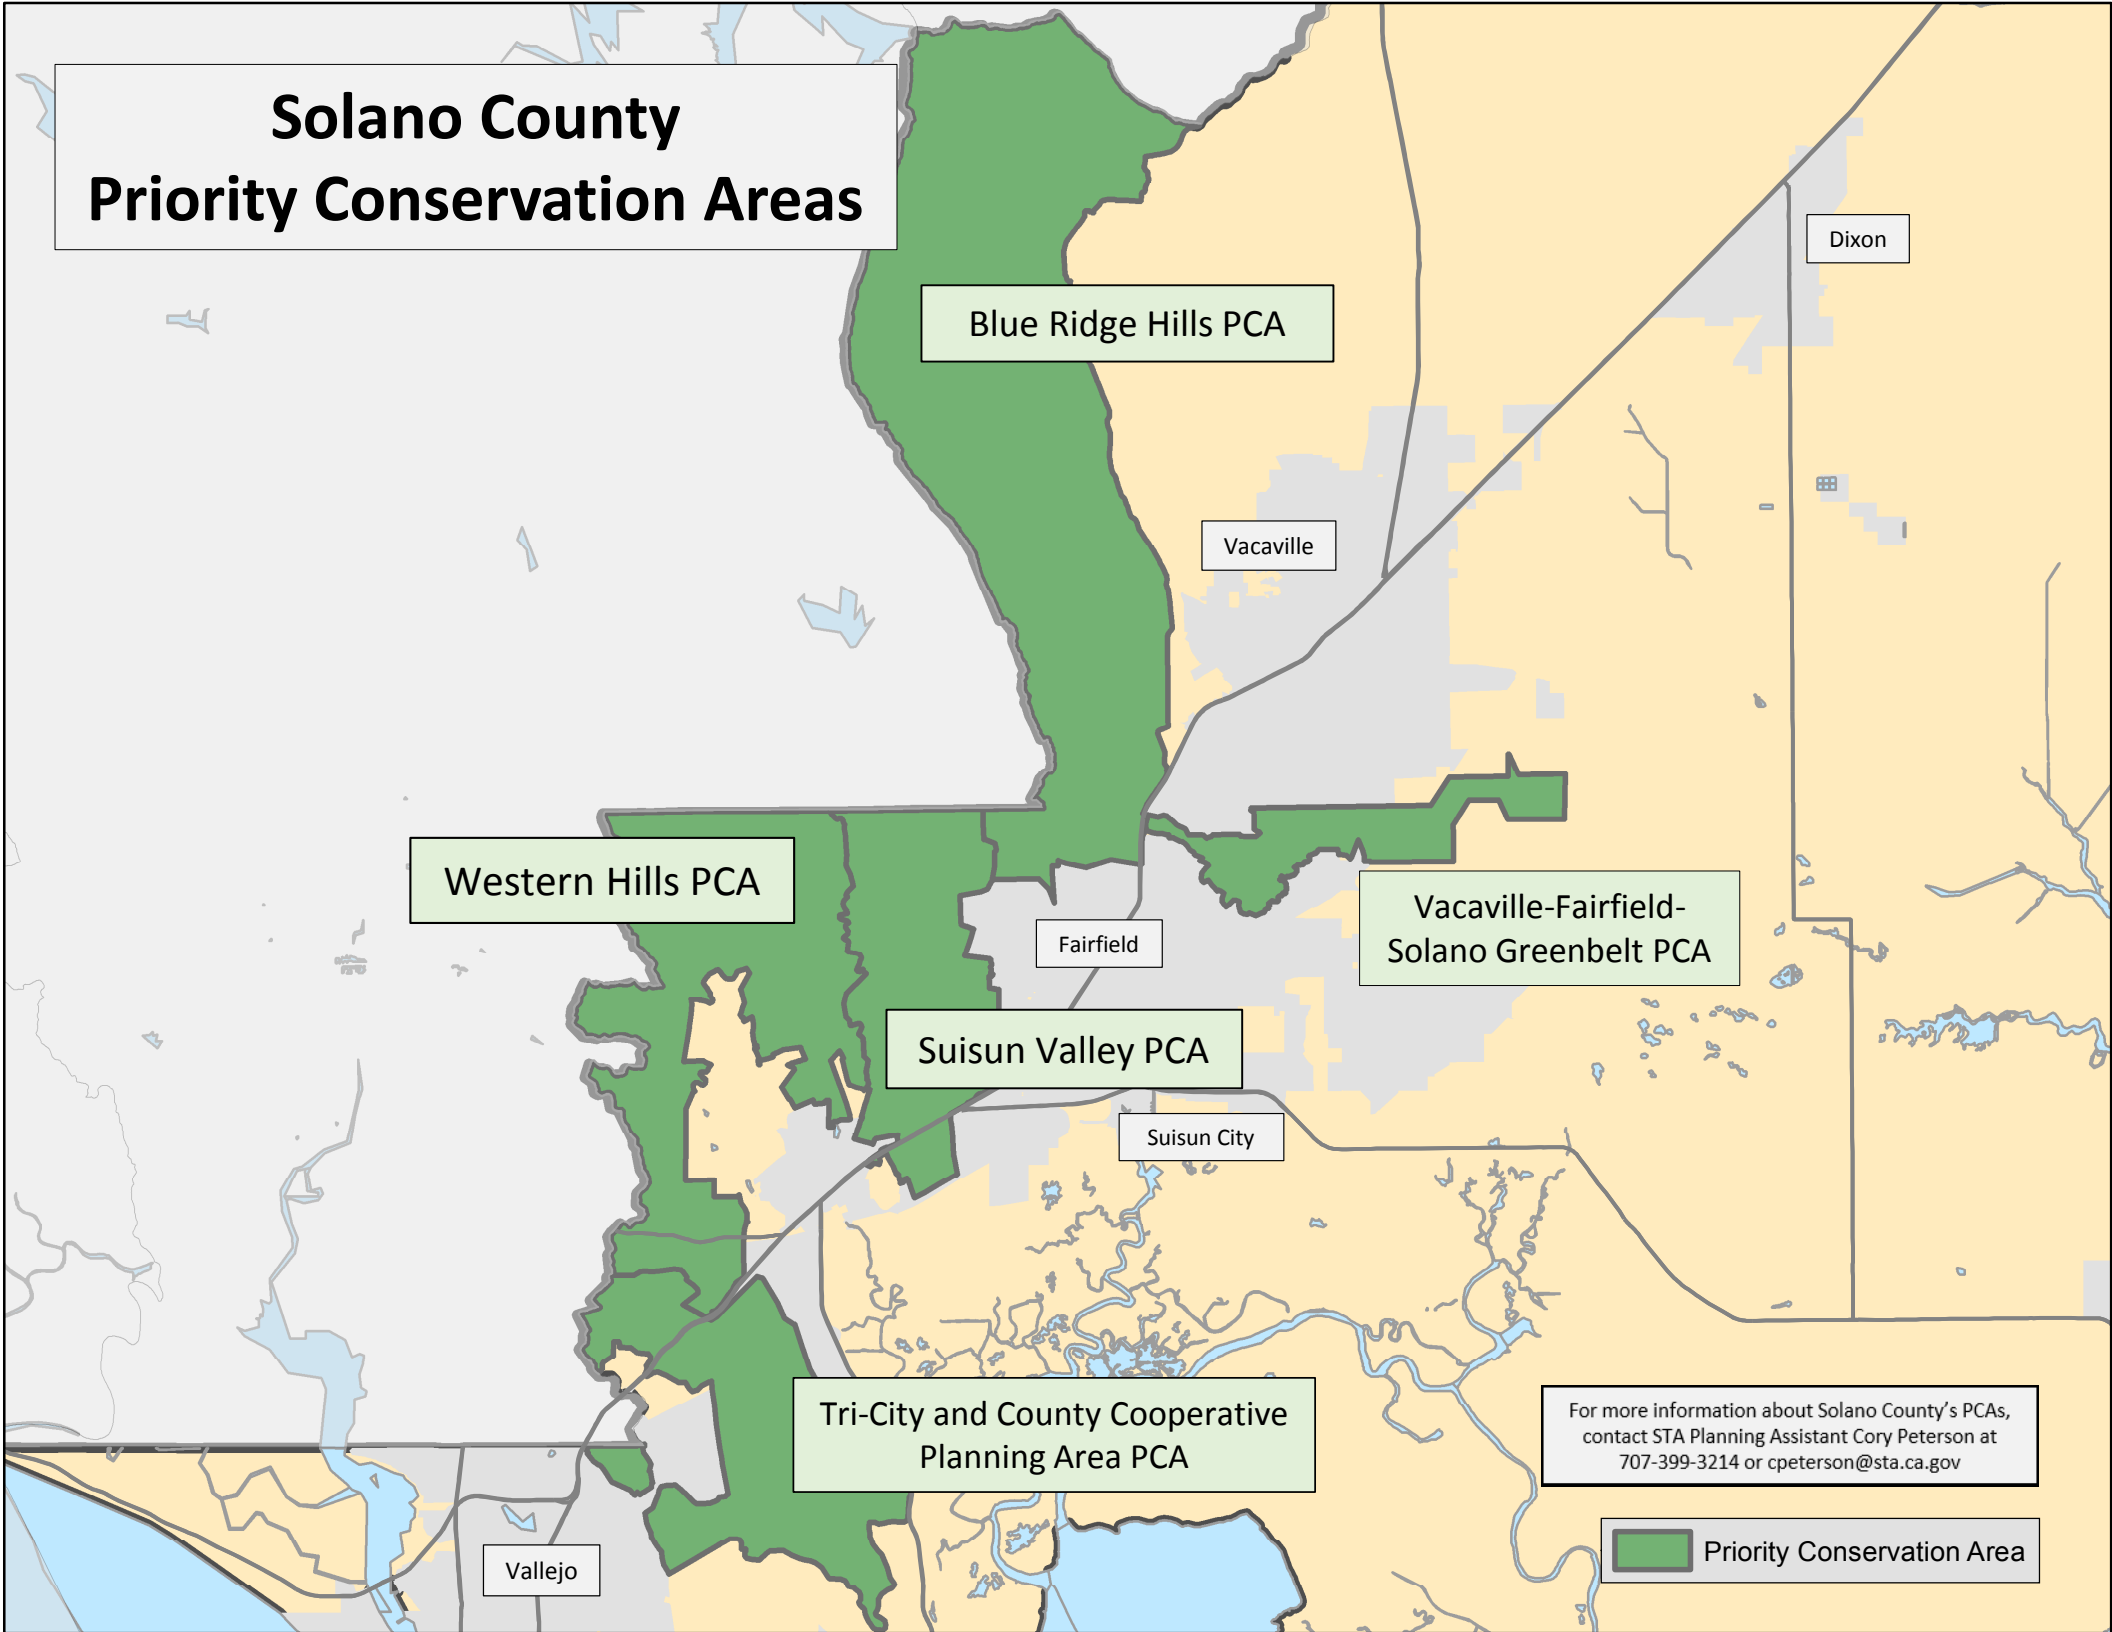 Solano County
Priority Conservation Areas
Dixon
Blue Ridge Hills PCA
Vacaville
Western Hills PCA
Vacaville-Fairfield-
Solano Greenbelt PCA
Fairfield
Suisun Valley PCA
Suisun City
Tri-City and County Cooperative
Planning Area PCA
For more information about Solano County's PCAs,
contact STA Planning Assistant Cory Peterson at
707-399-3214 or cpeterson@sta.ca.gov
Priority Conservation Area
Vallejo